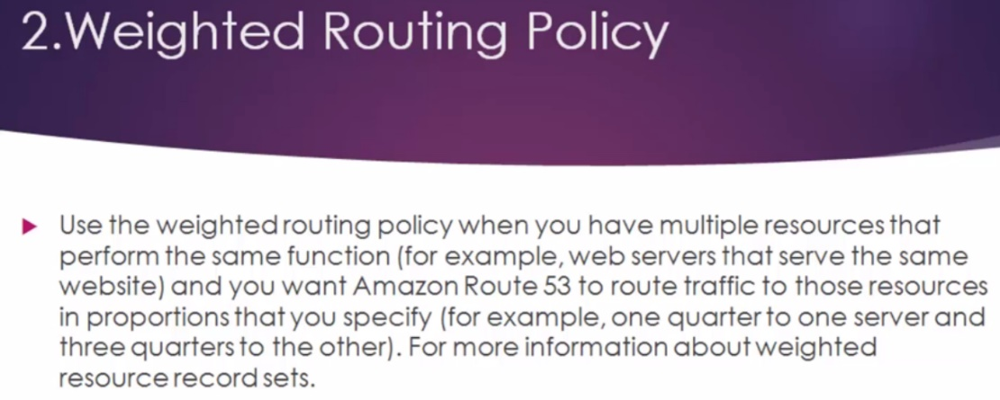 2.Weighted Routing Policy
Use the weighted routing policy when you have multiple resources that
perform the same function (for example, web servers that serve the same
website) and you want Amazon Route 53 to route traffic to those resources
in proportions that you specify (for example, one quarter to one server and
three quarters to the other). For more information about weighted
resource record sets.